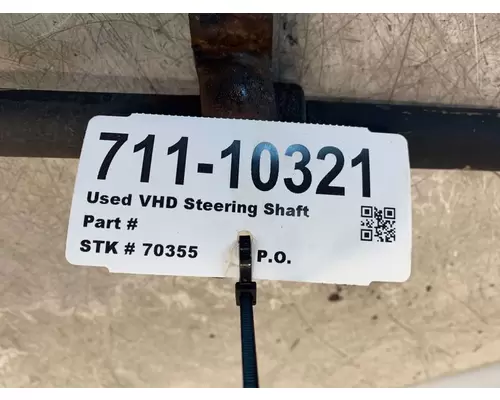 711-10321
Used VHD Steering Shaft
Part #
STK # 70355 P.O.